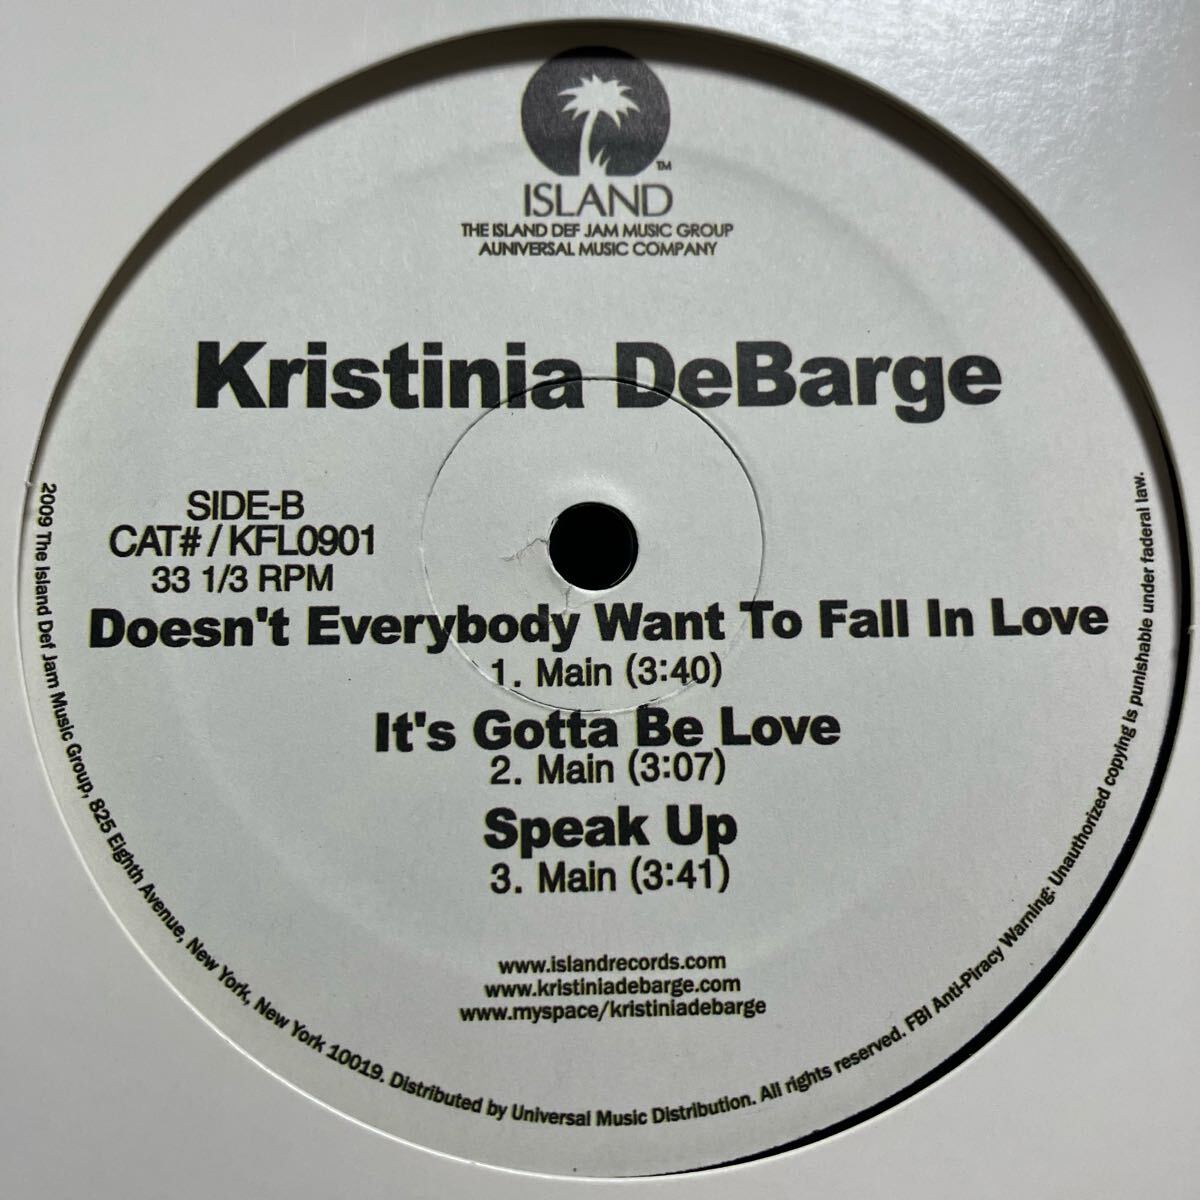 TM
ISLAND
THE ISLAND DEF JAM MUSIC GROUP
AUNIVERSAL MUSIC COMPANY
Kristinia DeBarge
SIDE-B
CAT# / KFL0901
33 1/3 RPM
Doesn't Everybody Want To Fall In Love
1. Main (3:40)
It's Gotta Be Love
2. Main (3:07)
Speak Up
3. Main (3:41)
www.islandrecords.com
www.kristiniadebarge.com
www.myspace/kristiniadebarge
2009 The Island Def Jam Music Group, 825 Eighth Avenue, New York, New York 10019. Distributed by Universal Music Distribution. All rights reserved. FBI Anti-Piracy Warning: Unauthorized copying is punishable under faderal law.